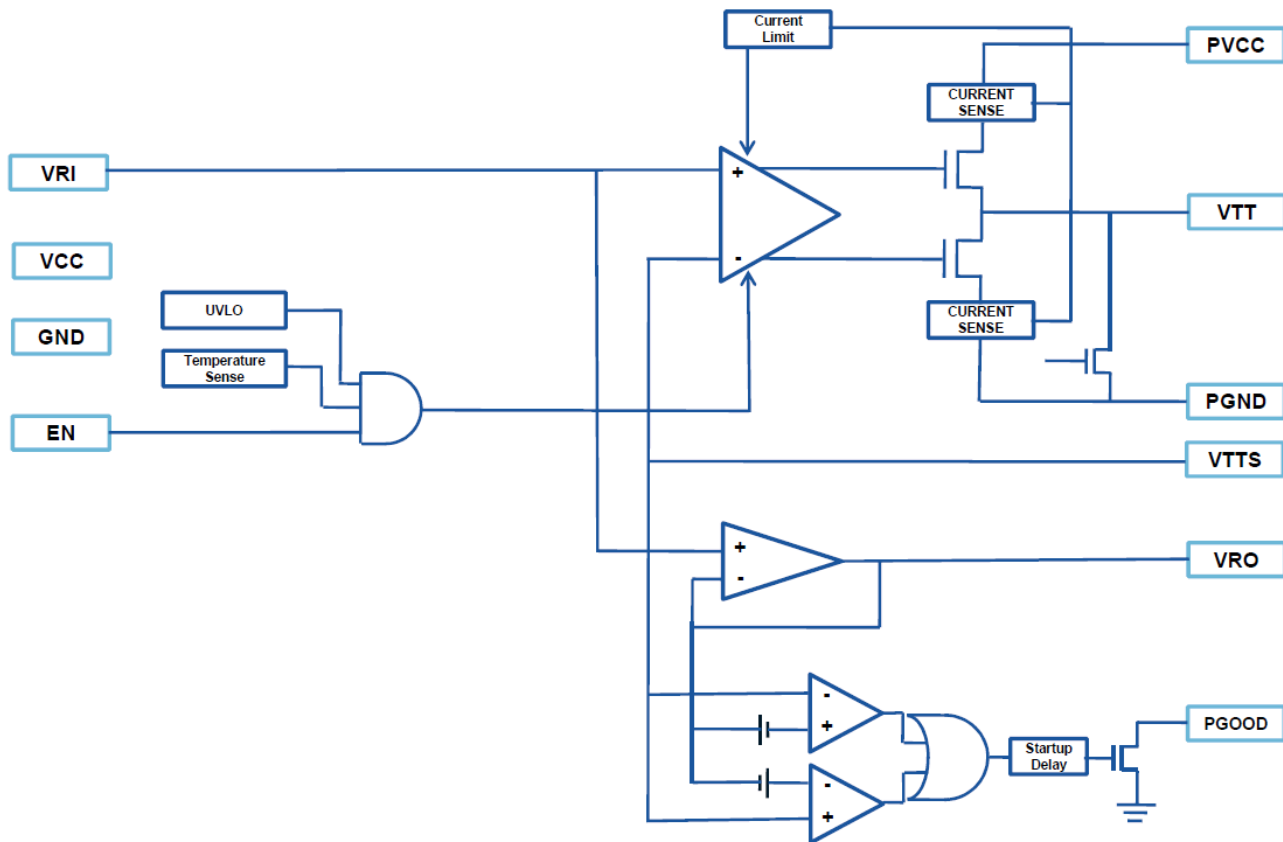 Current
Limit
PVCC
CURRENT
SENSE
VRI
+
VTT
VCC
-
UVLO
CURRENT
SENSE
GND
Temperature
Sense
EN
PGND
VTTS
+
VRO
-
-
PGOOD
+
Startup
Delay
-
+